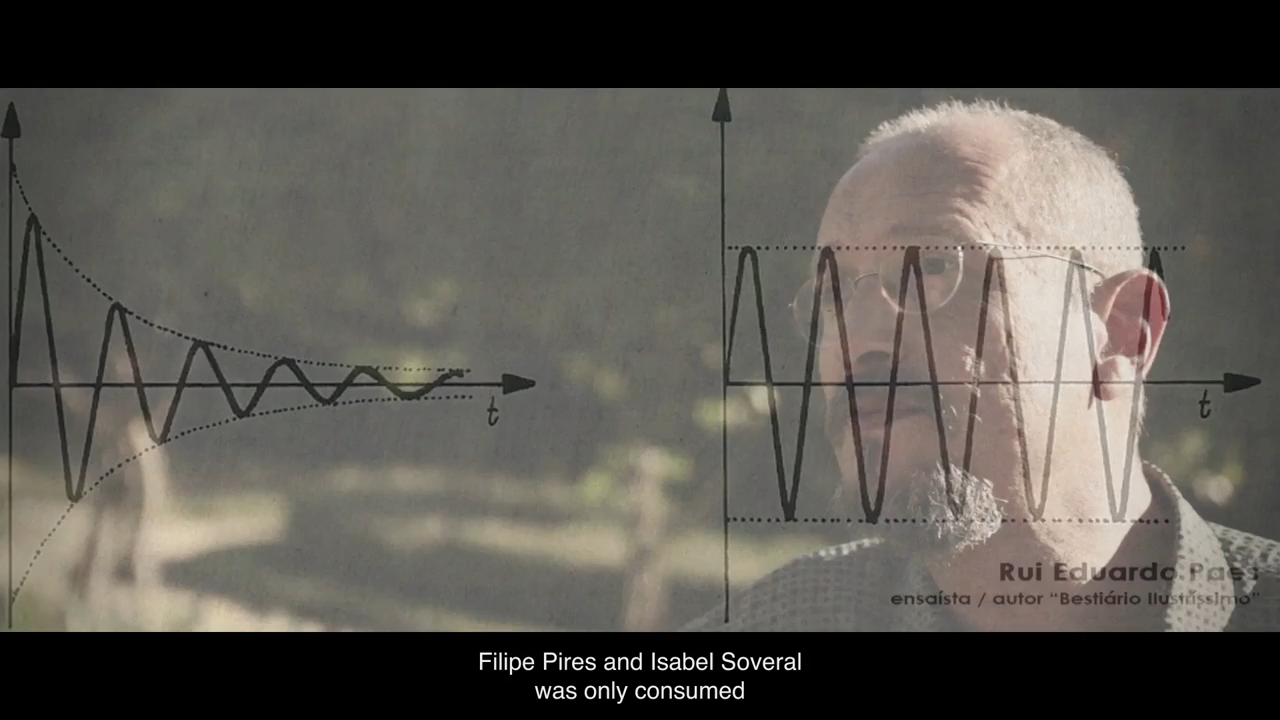 t
t
Rui Eduardo Paes
ensaísta / autor “Bestiário Ilustríssimo”
Filipe Pires and Isabel Soveral
was only consumed